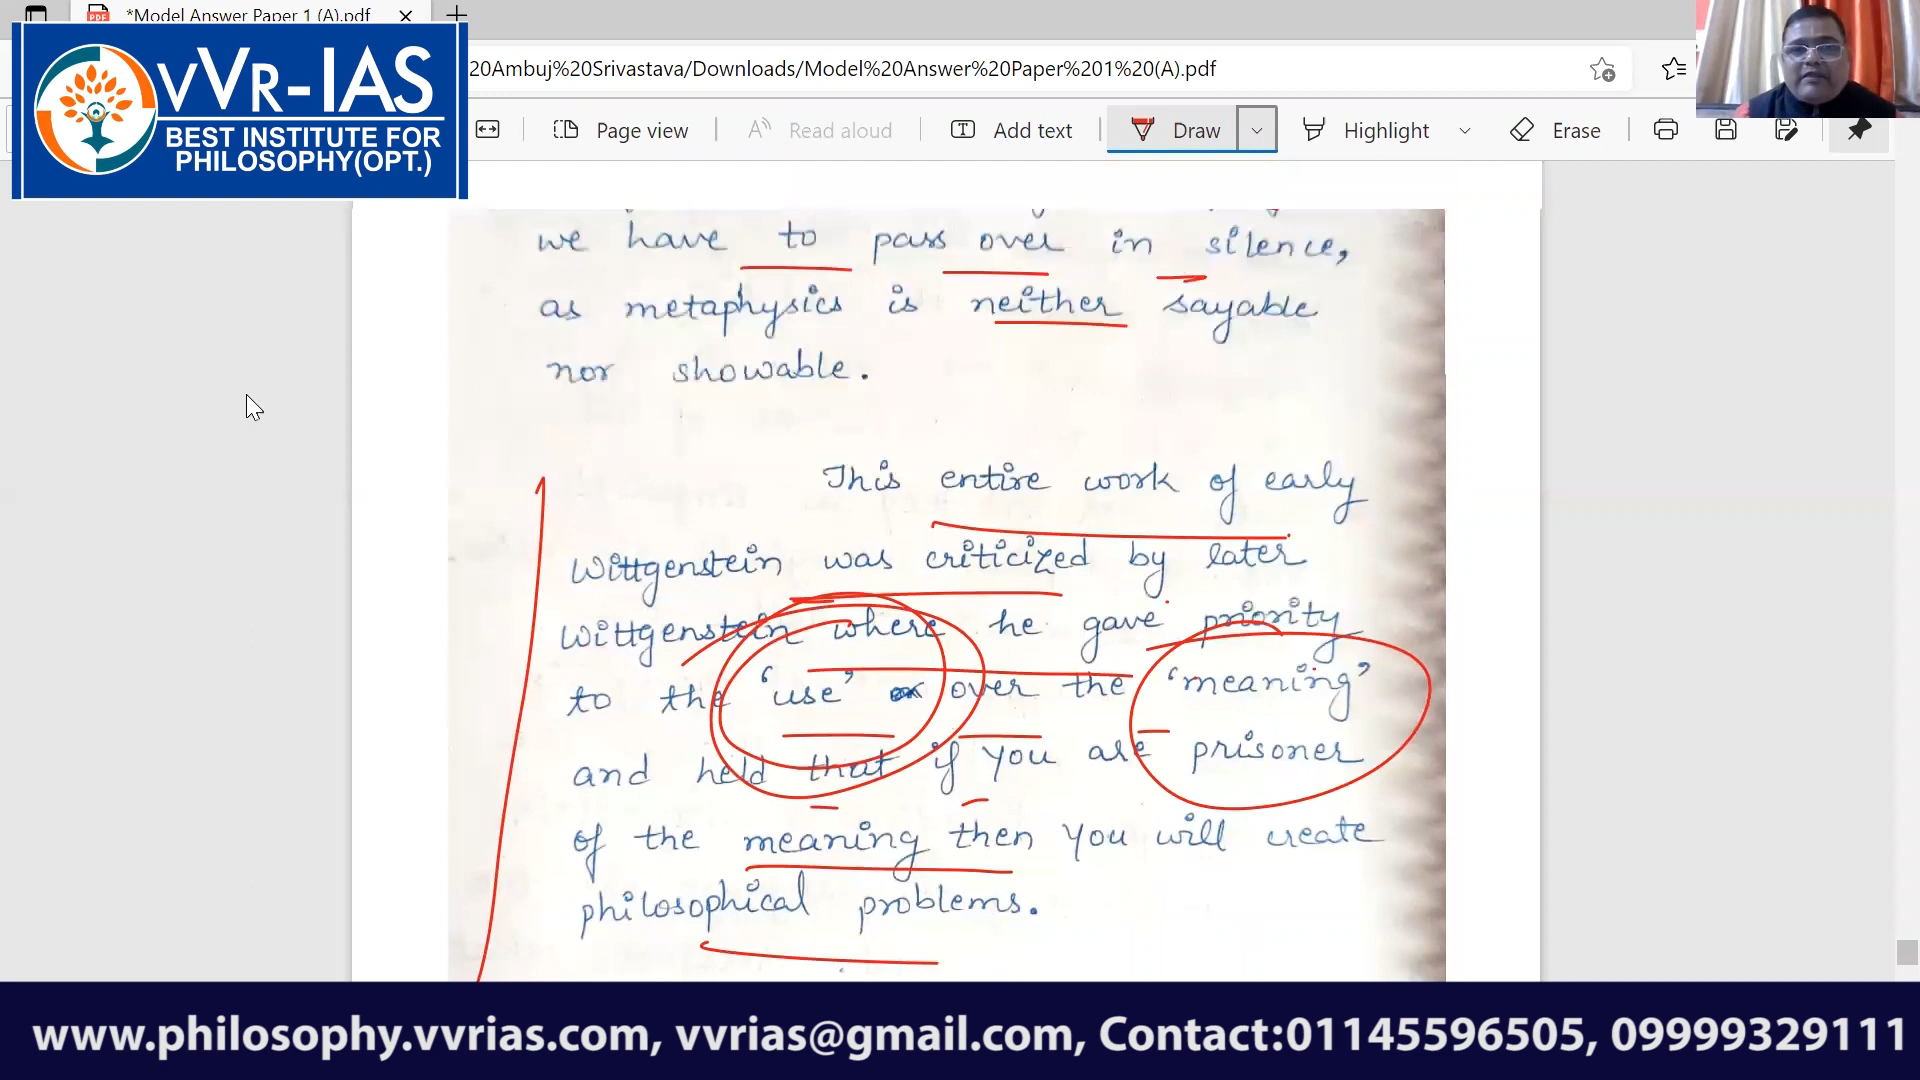 *Model Answer Paper 1 (A).pdf
VVR-IAS
BEST INSTITUTE FOR
PHILOSOPHY(OPT.)
20Ambuj%20Srivastava/Downloads/Model%20Answer%20Paper%201%20(A).pdf
Page view
Read aloud
Add text
Draw
Highlight
Erase
we have to pass over in silence,
as metaphysics is neither sayable
nor showable.
This entire work of early
Wittgenstein was criticized by later
Wittgenstein where he gave priority
to the 'use' over the 'meaning'
and held that if you are prisoner
of the meaning then you will create
philosophical problems.
www.philosophy.vvrias.com, vvrias@gmail.com, Contact:01145596505, 09999329111